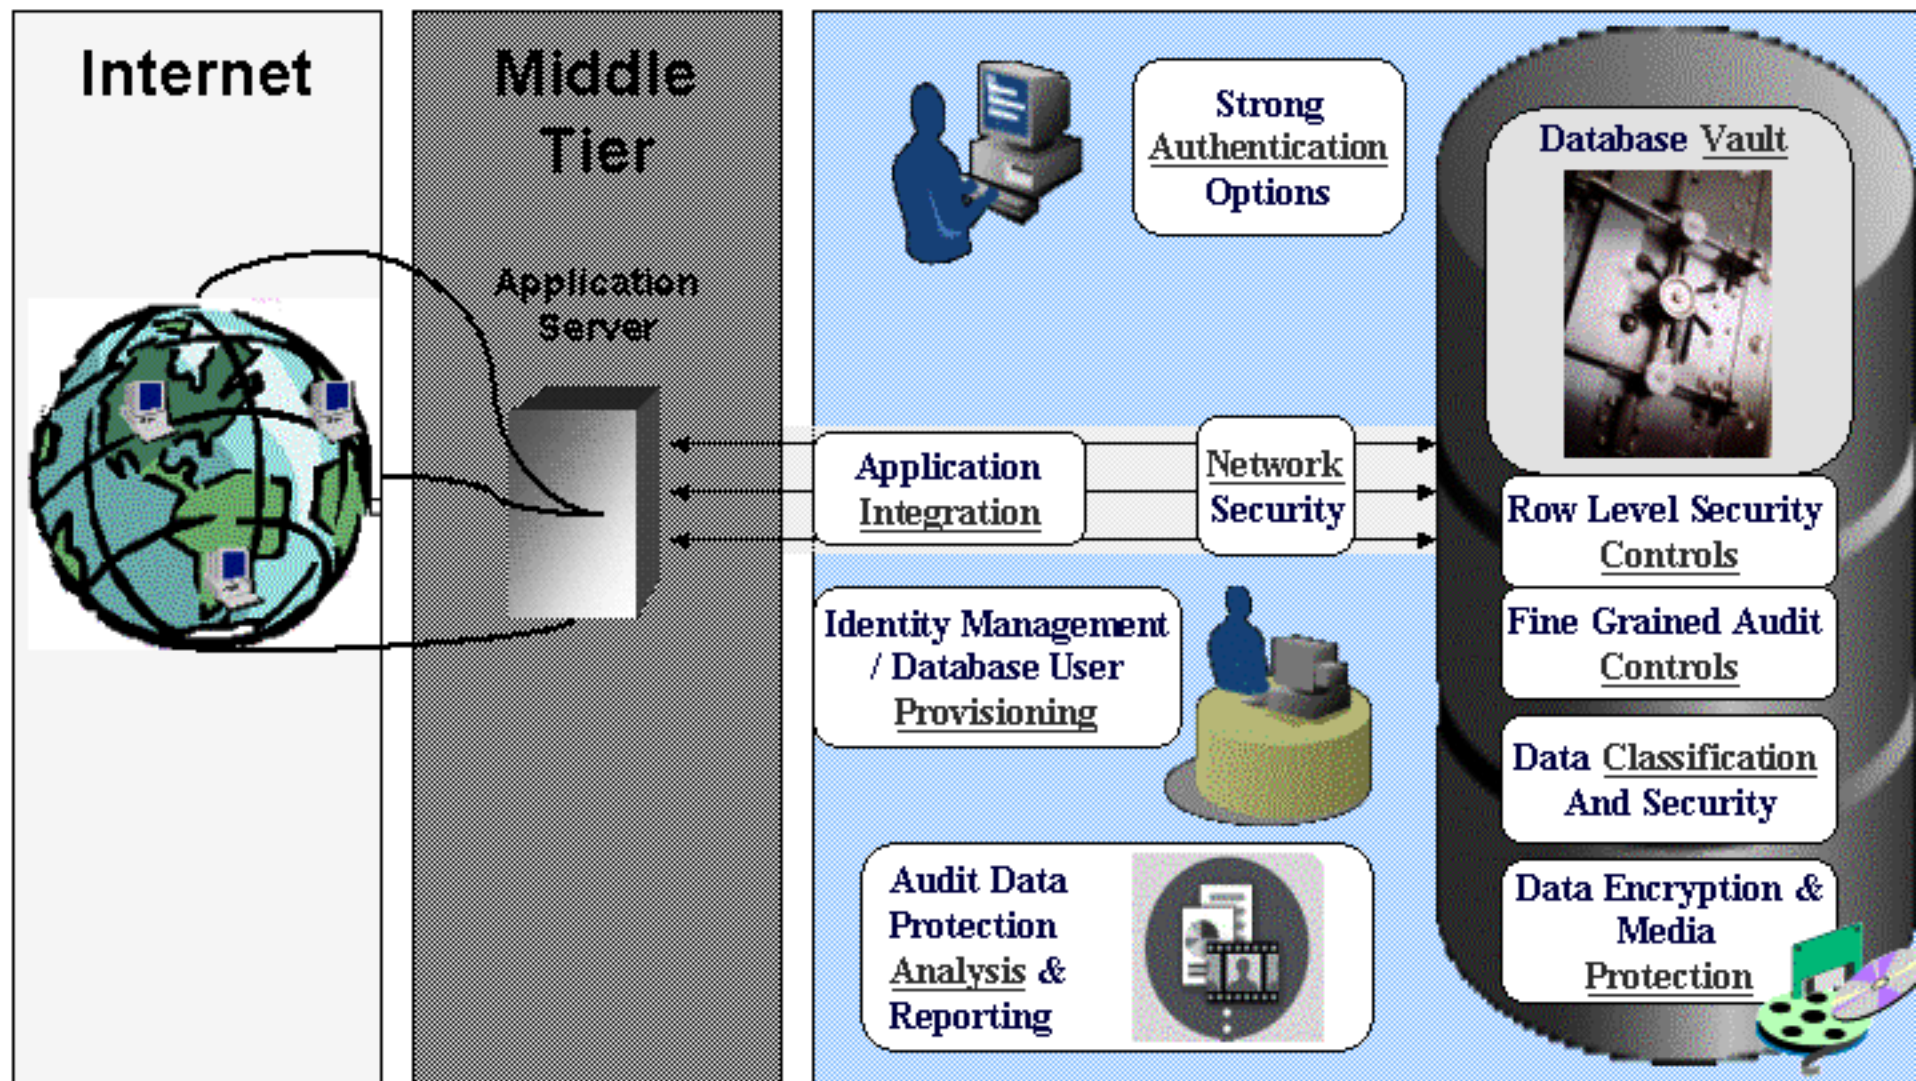 Internet
Middle
Tier
Application
Server
Strong
Authentication
Options
Application
Integration
Network
Security
Identity Management
/ Database User
Provisioning
Audit Data
Protection
Analysis &
Reporting
Database Vault
Row Level Security
Controls
Fine Grained Audit
Controls
Data Classification
And Security
Data Encryption &
Media
Protection